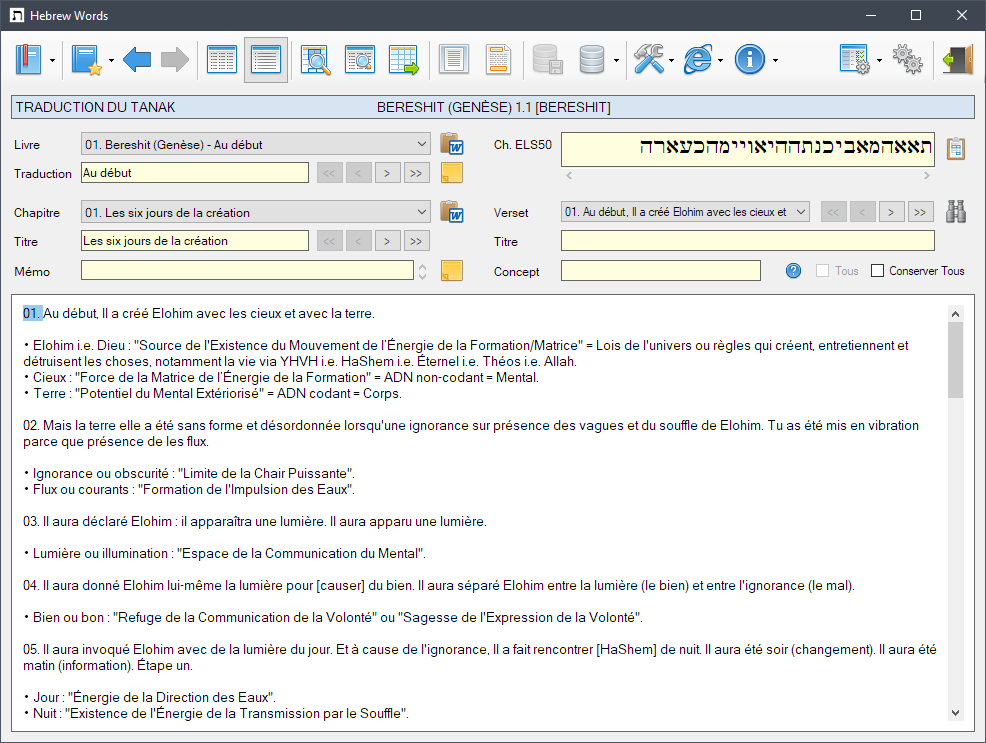 Hebrew Words
TRADUCTION DU TANAK
BERESHIT (GENÈSE) 1.1 [BERESHIT]
Livre
01. Bereshit (Genèse) - Au début
Ch. ELS50
תאאהמאביכנתההיאויימהכעארה
Traduction
Au début
<< < > >>
Chapitre
01. Les six jours de la création
Verset
01. Au début, Il a créé Elohim avec les cieux et
<< < > >>
Titre
Les six jours de la création
<< < > >>
Titre
Mémo
Concept
Tous
Conserver Tous
01. Au début, Il a créé Elohim avec les cieux et avec la terre.
• Elohim i.e. Dieu : "Source de l'Existence du Mouvement de l'Énergie de la Formation/Matrice" = Lois de l'univers ou règles qui créent, entretiennent et
détruisent les choses, notamment la vie via YHVH i.e. HaShem i.e. Éternel i.e. Théos i.e. Allah.
• Cieux : "Force de la Matrice de l'Énergie de la Formation" = ADN non-codant = Mental.
• Terre : "Potentiel du Mental Extériorisé" = ADN codant = Corps.
02. Mais la terre elle a été sans forme et désordonnée lorsqu'une ignorance sur présence des vagues et du souffle de Elohim. Tu as été mis en vibration
parce que présence de les flux.
• Ignorance ou obscurité : "Limite de la Chair Puissante".
• Flux ou courants : "Formation de l'Impulsion des Eaux".
03. Il aura déclaré Elohim : il apparaîtra une lumière. Il aura apparu une lumière.
• Lumière ou illumination : "Espace de la Communication du Mental".
04. Il aura donné Elohim lui-même la lumière pour [causer] du bien. Il aura séparé Elohim entre la lumière (le bien) et entre l'ignorance (le mal).
• Bien ou bon : "Refuge de la Communication de la Volonté" ou "Sagesse de l'Expression de la Volonté".
05. Il aura invoqué Elohim avec de la lumière du jour. Et à cause de l'ignorance, Il a fait rencontrer [HaShem] de nuit. Il aura été soir (changement). Il aura été
matin (information). Étape un.
• Jour : "Énergie de la Direction des Eaux".
• Nuit : "Existence de l'Énergie de la Transmission par le Souffle".